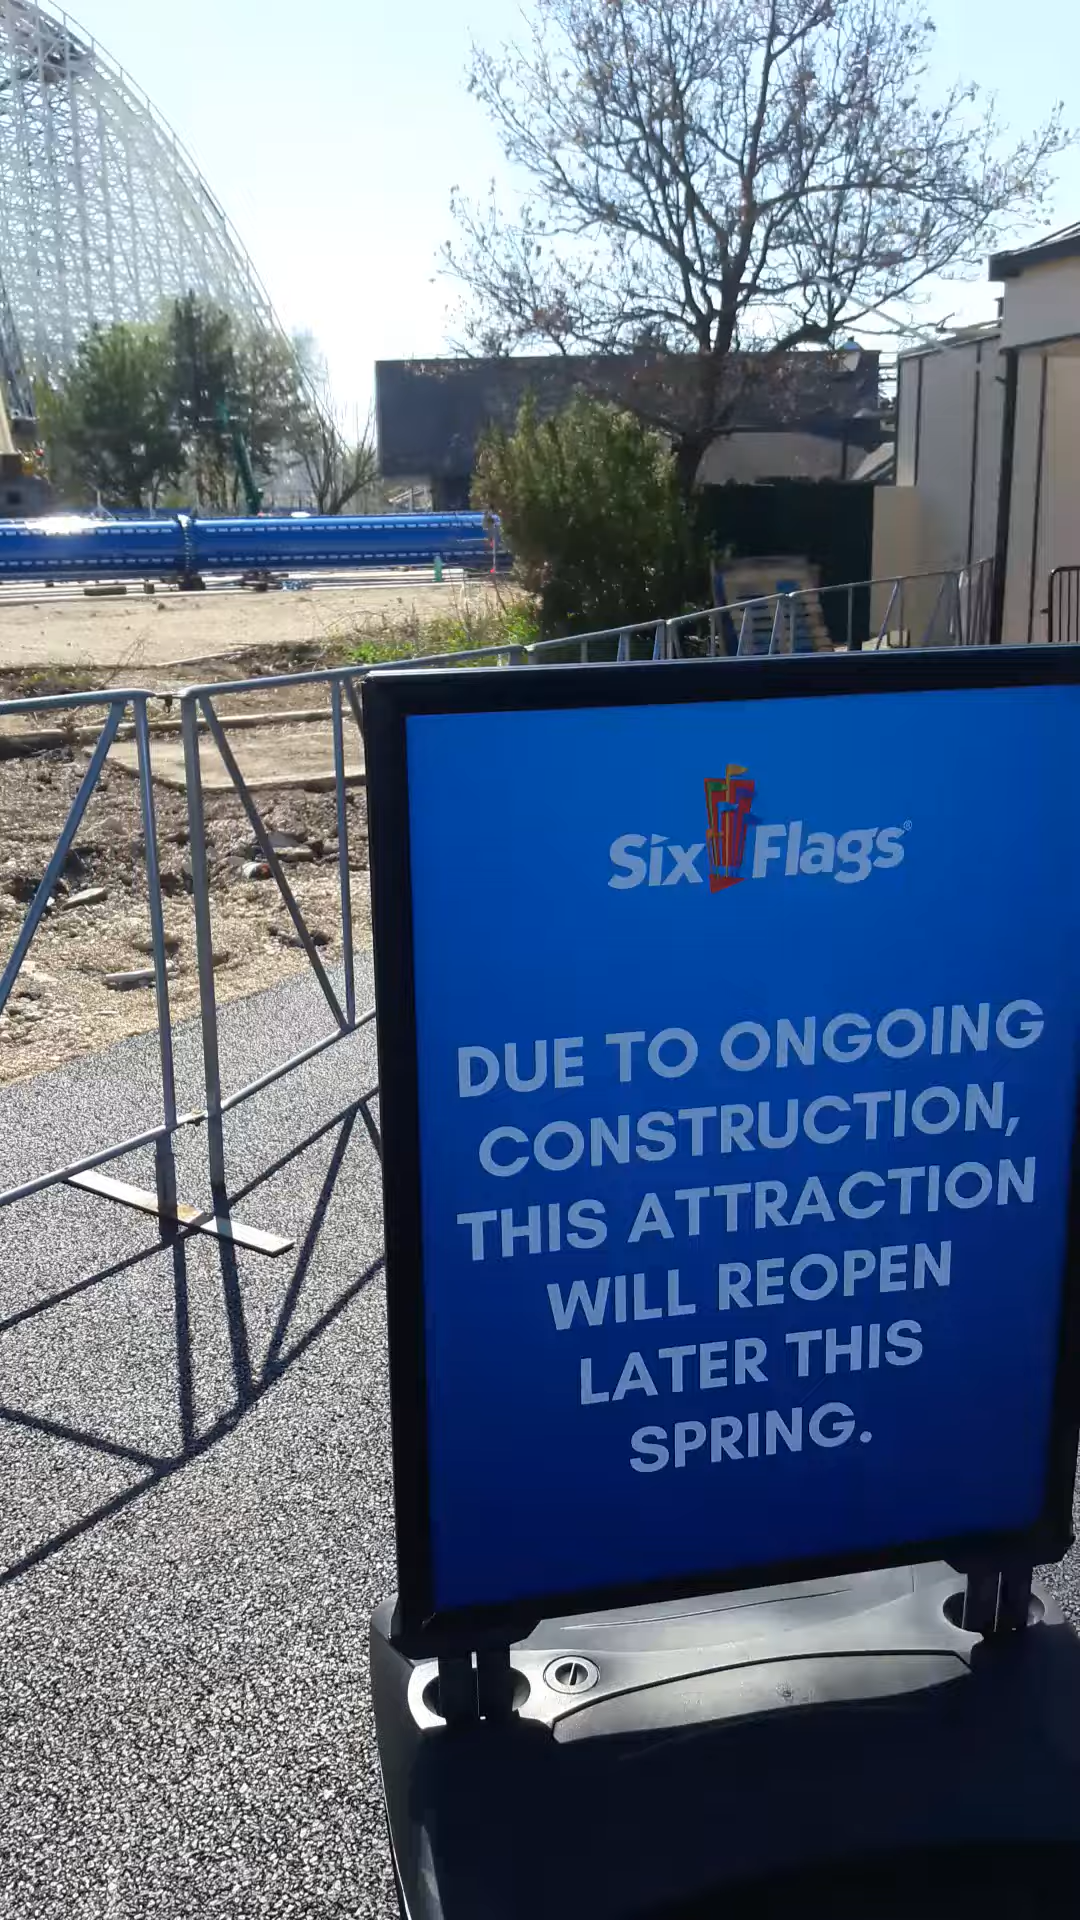 Six Flags®
DUE TO ONGOING
CONSTRUCTION,
THIS ATTRACTION
WILL REOPEN
LATER THIS
SPRING.